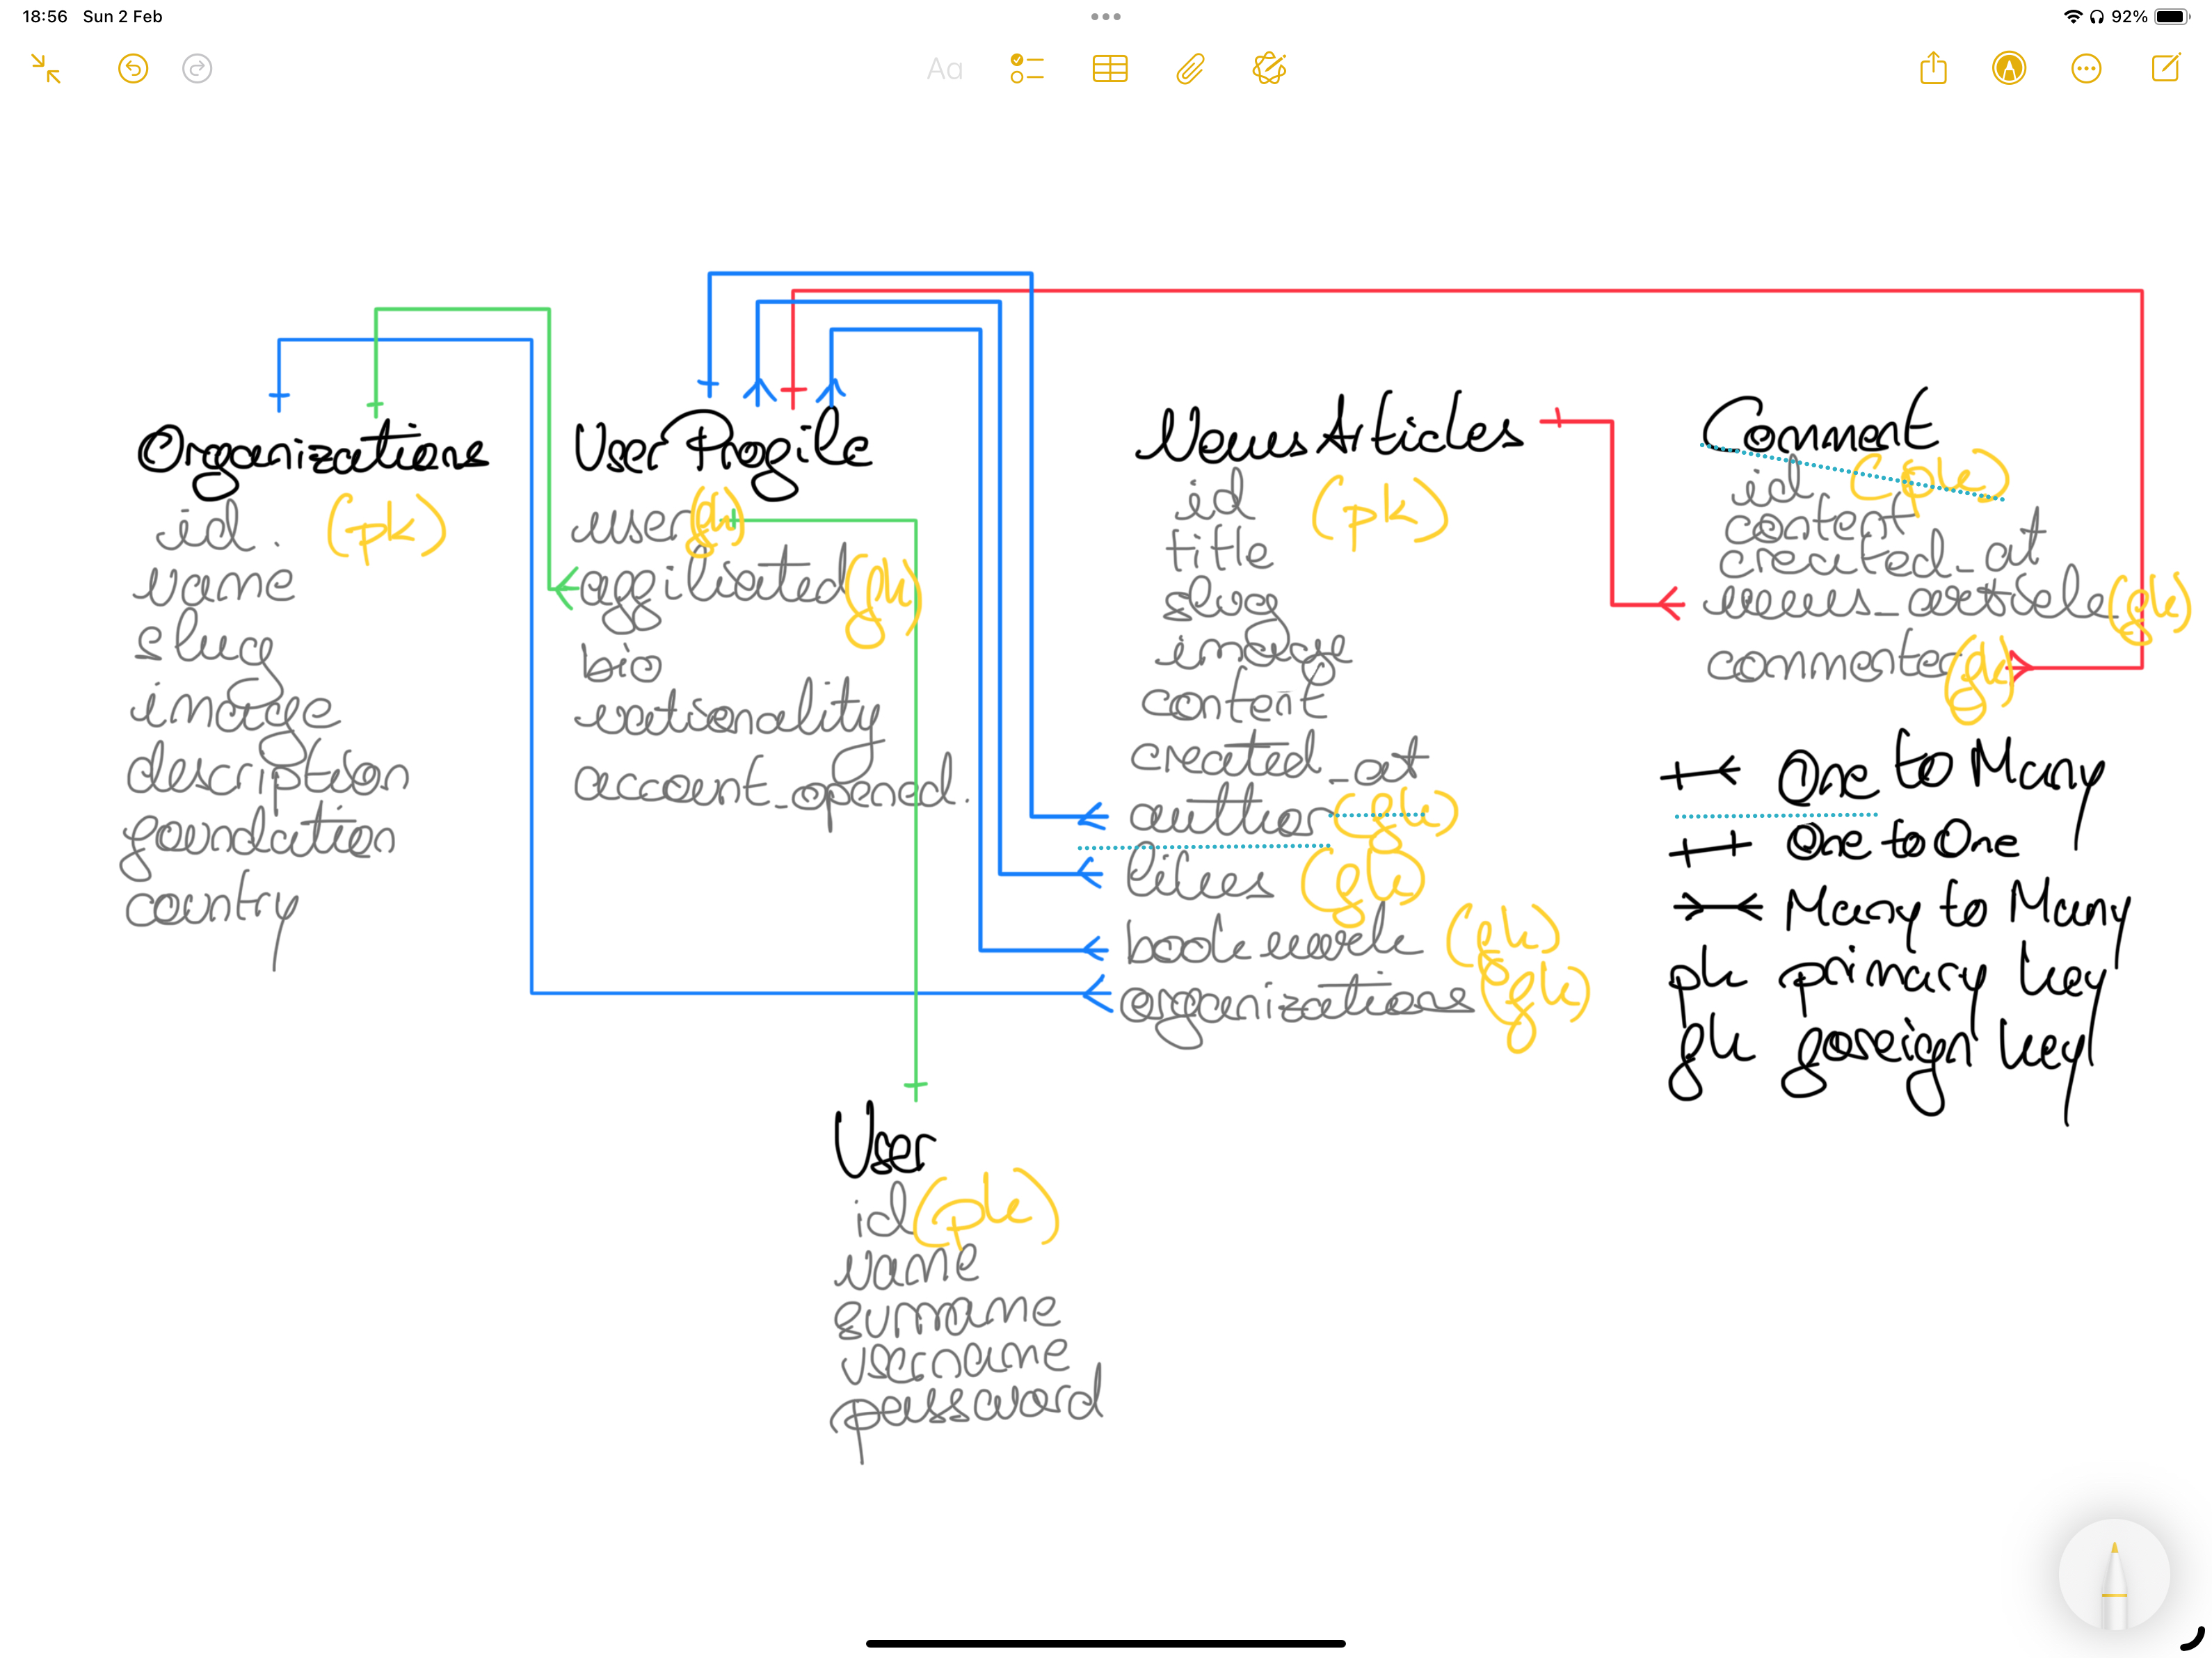 18:56 Sun 2 Feb
92%
Aa
Organizations
id. (pk)
name
slug
image
description
foundation
country
User Profile
user (fk)
affiliated (fk)
bio
nationality
account_opened.
News Articles
id (pk)
title
slug
image
content
created_at
author (fk)
likes (fk)
bookmark (fk)
organizations (fk)
Comment
id (pk)
content
created_at
news_article (fk)
commenter (fk)
One to Many
One to One
Many to Many
pk primary key
fk foreign key
User
id (pk)
name
surname
username
password